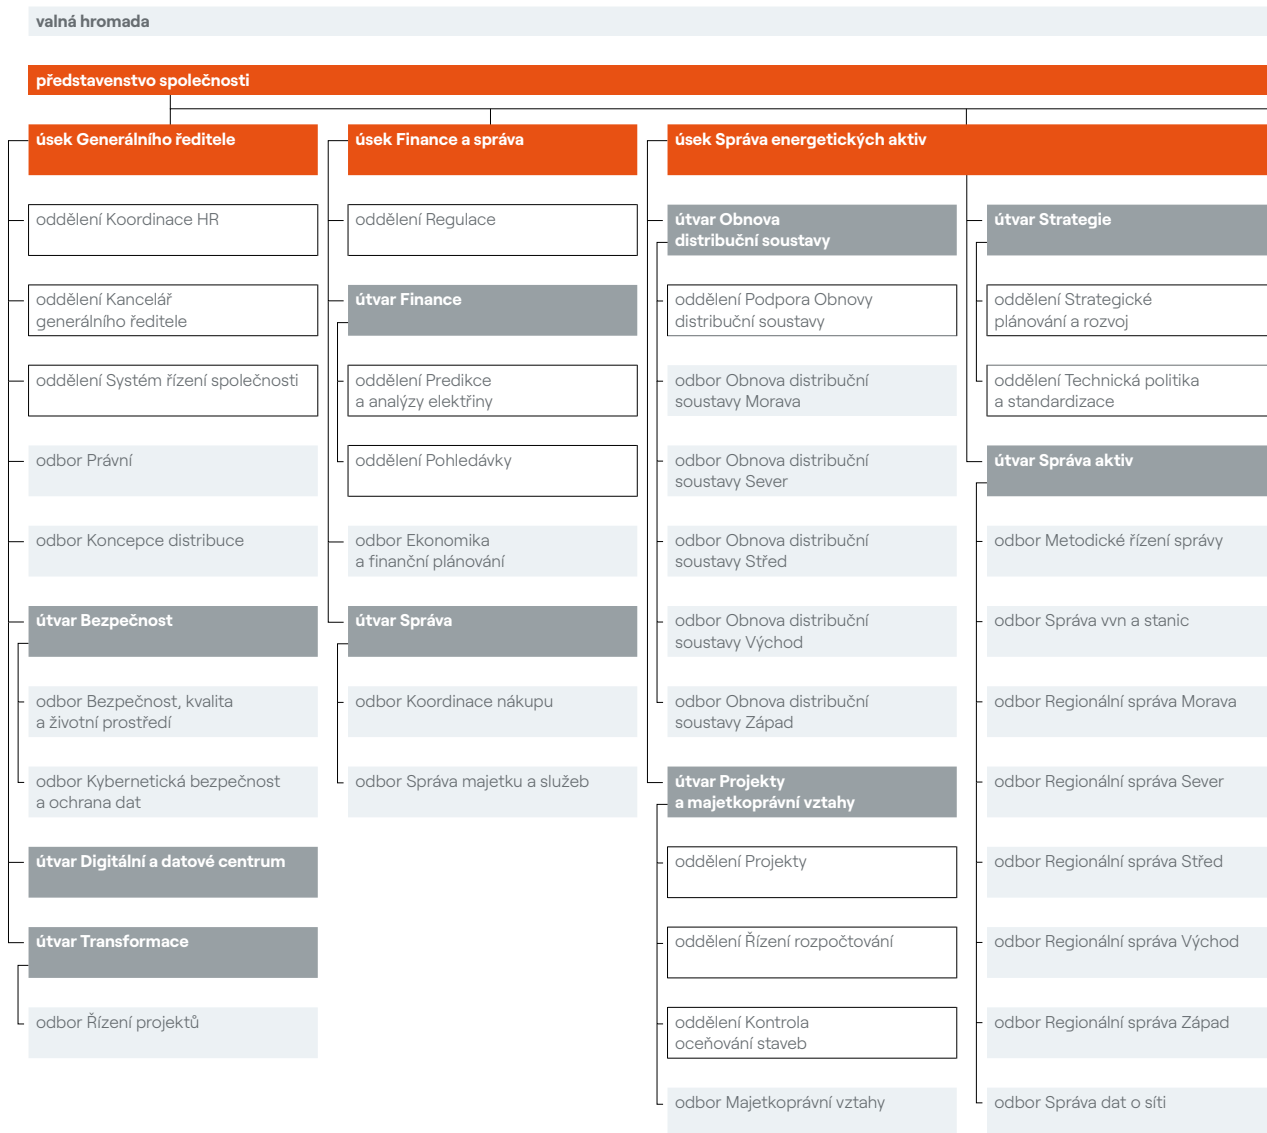 valná hromada
představenstvo společnosti
úsek Generálního ředitele
oddělení Koordinace HR
oddělení Kancelář
generálního ředitele
oddělení Systém řízení společnosti
odbor Právní
odbor Koncepce distribuce
útvar Bezpečnost
odbor Bezpečnost, kvalita
a životní prostředí
odbor Kybernetická bezpečnost
a ochrana dat
útvar Digitální a datové centrum
útvar Transformace
odbor Řízení projektů
úsek Finance a správa
oddělení Regulace
útvar Finance
oddělení Predikce
a analýzy elektřiny
oddělení Pohledávky
odbor Ekonomika
a finanční plánování
útvar Správa
odbor Koordinace nákupu
odbor Správa majetku a služeb
úsek Správa energetických aktiv
útvar Obnova
distribuční soustavy
oddělení Podpora Obnovy
distribuční soustavy
odbor Obnova distribuční
soustavy Morava
odbor Obnova distribuční
soustavy Sever
odbor Obnova distribuční
soustavy Střed
odbor Obnova distribuční
soustavy Východ
odbor Obnova distribuční
soustavy Západ
útvar Projekty
a majetkoprávní vztahy
oddělení Projekty
oddělení Řízení rozpočtování
oddělení Kontrola
oceňování staveb
odbor Majetkoprávní vztahy
útvar Strategie
oddělení Strategické
plánování a rozvoj
oddělení Technická politika
a standardizace
útvar Správa aktiv
odbor Metodické řízení správy
odbor Správa vvn a stanic
odbor Regionální správa Morava
odbor Regionální správa Sever
odbor Regionální správa Střed
odbor Regionální správa Východ
odbor Regionální správa Západ
odbor Správa dat o síti